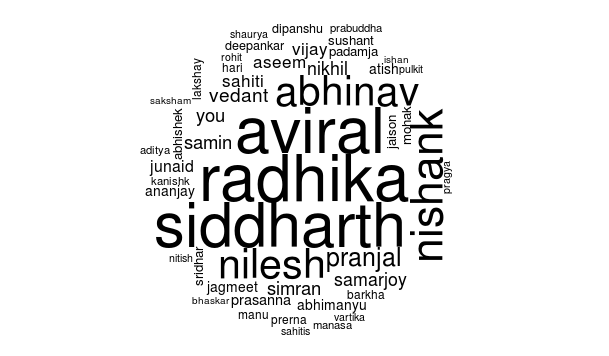 shaurya dipanshu prabuddha
deepankar vijay sushant
rohit aseem padamja
hari nikhil atish ishan pulkit
lakshay sahiti
saksham vedant abhinav
abhishek you aviral jaison mohak
aditya samin nishank
junaid radhika pragya
kanishk
ananjay
siddharth
nitish sridhar nilesh pranjal
jagmeet simran samarjoy
bhaskar prasanna abhimanyu barkha
manu prerna vartika
sahitis manasa